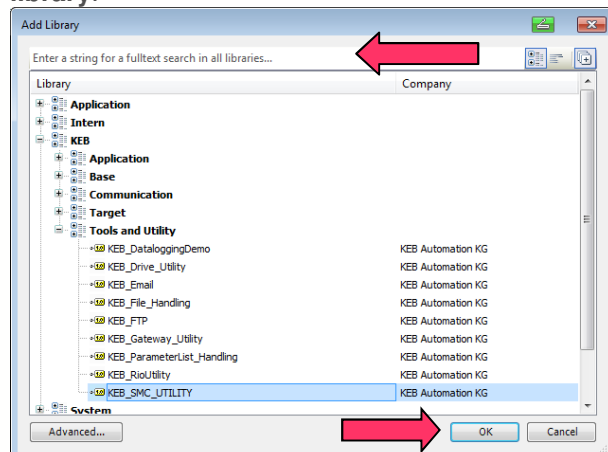 library.
Add Library
Enter a string for a fulltext search in all libraries...
Library Company
Application
Intern
KEB
Application
Base
Communication
Target
Tools and Utility
KEB_DataloggingDemo KEB Automation KG
KEB_Drive_Utility KEB Automation KG
KEB_Email KEB Automation KG
KEB_File_Handling KEB Automation KG
KEB_FTP KEB Automation KG
KEB_Gateway_Utility KEB Automation KG
KEB_ParameterList_Handling KEB Automation KG
KEB_RioUtility KEB Automation KG
KEB_SMC_UTILITY KEB Automation KG
System
Advanced... OK Cancel